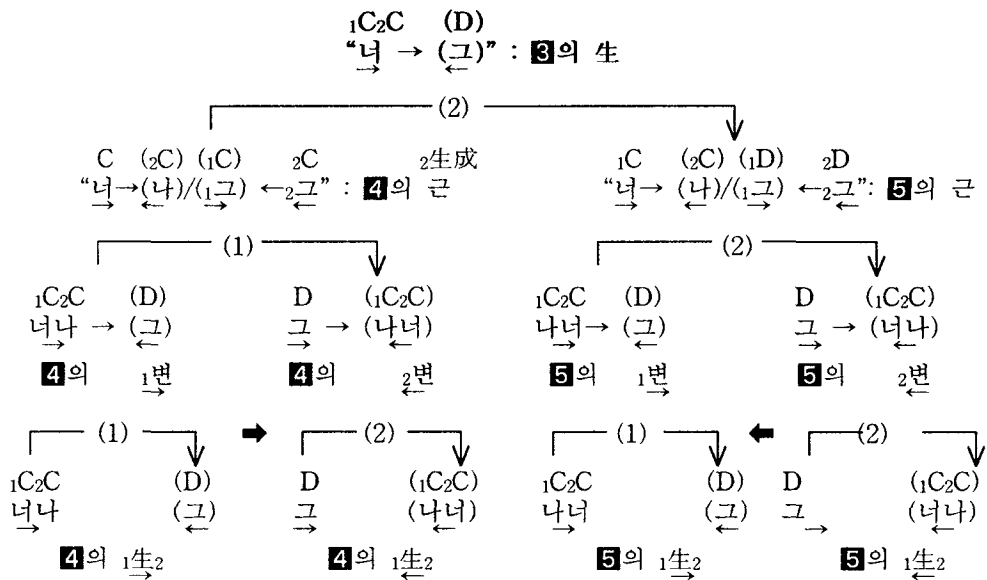 ₁C₂C (D)
“너 → (그)” : 3의 生
(2)
C (₂C) (₁C) ₂C ₂生成 ₁C (₂C) (₁D) ₂D
“너→(나)/(₁그) ←₂그” : 4의 근 “너→ (나)/(₁그) ←₂그”: 5의 근
(1) (2)
₁C₂C (D) D (₁C₂C) ₁C₂C (D) D (₁C₂C)
너나 → (그) 그 → (나너) 나너→ (그) 그 → (너나)
4의 ₁변 4의 ₂변 5의 ₁변 5의 ₂변
(1) ➡ (2) (1) ⬅ (2)
₁C₂C (D) D (₁C₂C) ₁C₂C (D) D (₁C₂C)
너나 (그) 그 (나너) 나너 (그) 그 (너나)
4의 ₁生₂ 4의 ₁生₂ 5의 ₁生₂ 5의 ₁生₂